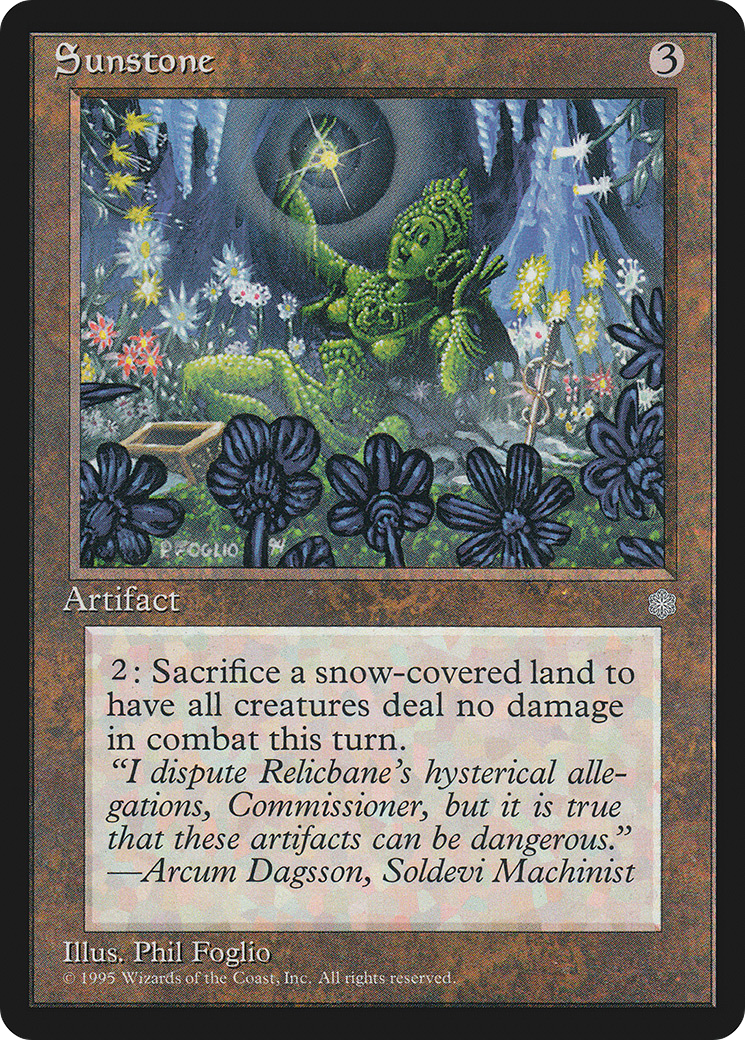 Sunstone
3
P. FOGLIO 94
Artifact
2: Sacrifice a snow-covered land to
have all creatures deal no damage
in combat this turn.
“I dispute Relicbane’s hysterical alle-
gations, Commissioner, but it is true
that these artifacts can be dangerous.”
—Arcum Dagsson, Soldevi Machinist
Illus. Phil Foglio
© 1995 Wizards of the Coast, Inc. All rights reserved.